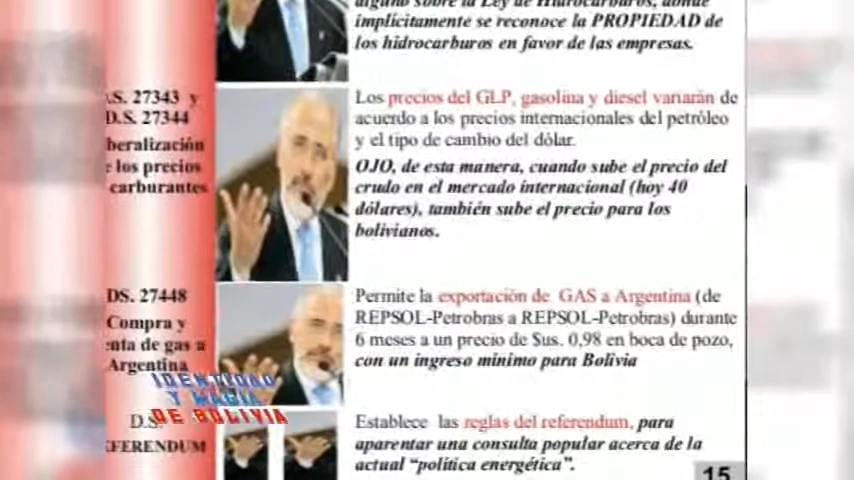 alguno sobre la Ley de Hidrocarburos, donde
implícitamente se reconoce la PROPIEDAD de
los hidrocarburos en favor de las empresas.
.S. 27343 y
D.S. 27344
beralización
e los precios
carburantes
Los precios del GLP, gasolina y diesel variarán de
acuerdo a los precios internacionales del petróleo
y el tipo de cambio del dólar.
OJO, de esta manera, cuando sube el precio del
crudo en el mercado internacional (hoy 40
dólares), también sube el precio para los
bolivianos.
DS. 27448
Compra y
nta de gas a
Argentina
Permite la exportación de GAS a Argentina (de
REPSOL-Petrobras a REPSOL-Petrobras) durante
6 meses a un precio de $us. 0,98 en boca de pozo,
con un ingreso mínimo para Bolivia
IDENTIDAD
Y MAGIA
DE BOLIVIA
D.S.
EFERENDUM
Establece las reglas del referendum, para
aparentar una consulta popular acerca de la
actual “política energética”.
15